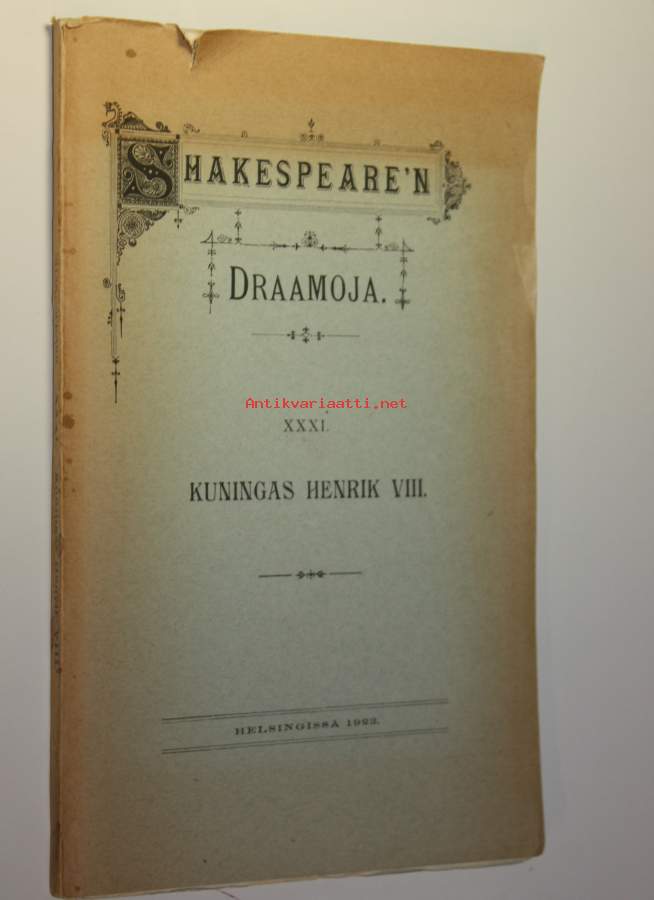 SHAKESPEARE'N
DRAAMOJA.
Antikvariaatti.net
XXXI.
KUNINGAS HENRIK VIII.
HELSINGISSÄ 1923.